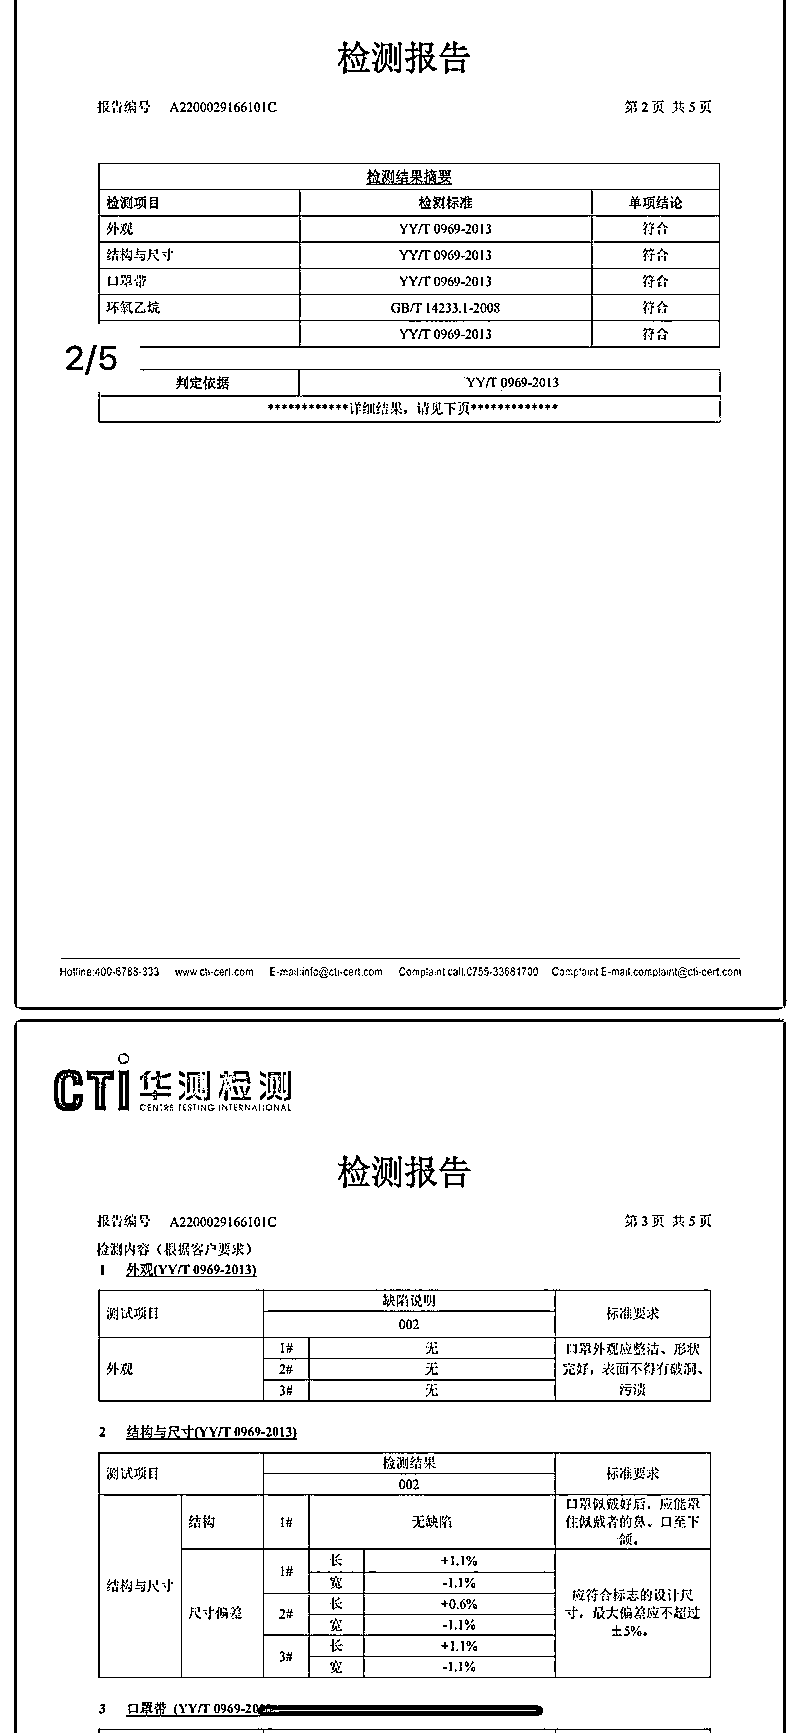 检测报告
报告编号 A2200029166101C 第2页 共5页
检测结果摘要
检测项目 检测标准 单项结论
外观 YY/T 0969-2013 符合
结构与尺寸 YY/T 0969-2013 符合
口罩带 YY/T 0969-2013 符合
环氧乙烷 GB/T 14233.1-2008 符合
YY/T 0969-2013 符合
2/5
判定依据 YY/T 0969-2013
************详细结果，请见下页*************
Hotline:400-6788-333 www.cti-cert.com E-mail:info@cti-cert.com Complaint call:0755-33681700 Complaint E-mail:complaint@cti-cert.com
CTI 华测检测
CENTRE TESTING INTERNATIONAL
检测报告
报告编号 A2200029166101C 第3页 共5页
检测内容（根据客户要求）
1 外观(YY/T 0969-2013)
测试项目 缺陷说明 标准要求
002
外观 1# 无 口罩外观应整洁、形状
2# 无 完好，表面不得有破洞、
3# 无 污渍
2 结构与尺寸(YY/T 0969-2013)
测试项目 检测结果 标准要求
002
结构与尺寸 结构 1# 无缺陷 口罩佩戴好后，应能罩
住佩戴者的鼻、口至下
颌。
尺寸偏差 1# 长 +1.1%
宽 -1.1%
2# 长 +0.6%
宽 -1.1%
3# 长 +1.1%
宽 -1.1%
应符合标志的设计尺
寸，最大偏差应不超过
±5%。
3 口罩带 (YY/T 0969-20